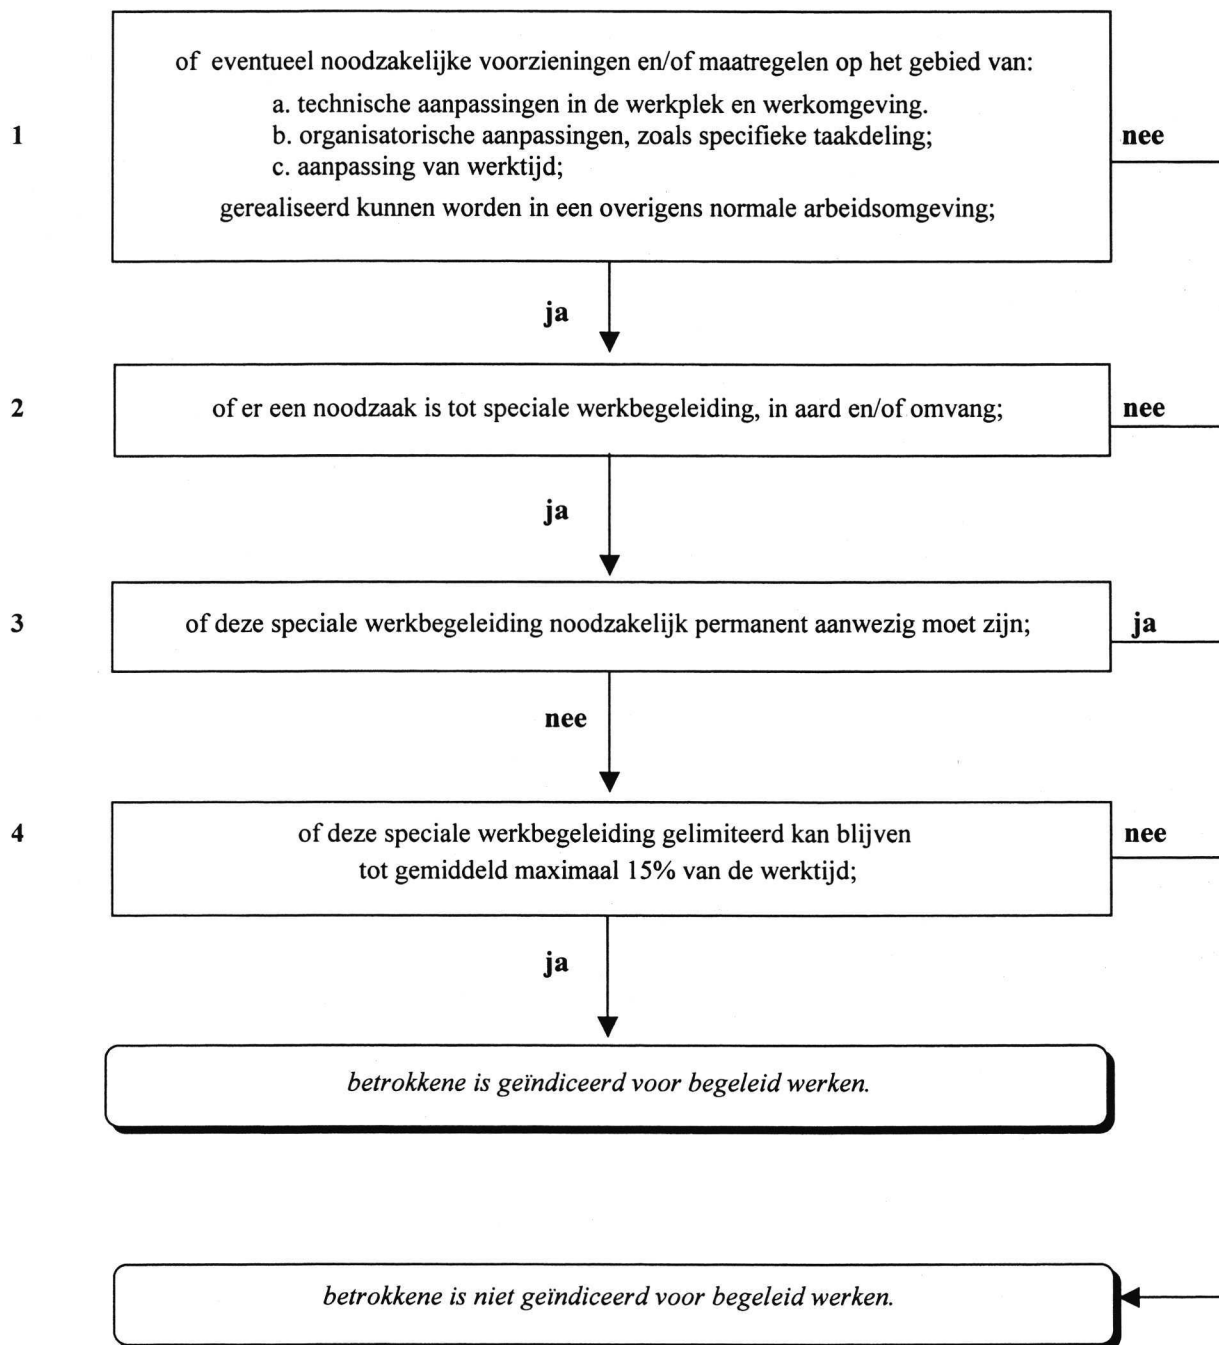 of eventueel noodzakelijke voorzieningen en/of maatregelen op het gebied van:
a. technische aanpassingen in de werkplek en werkomgeving.
1
b. organisatorische aanpassingen, zoals specifieke taakdeling;
nee
c. aanpassing van werktijd;
gerealiseerd kunnen worden in een overigens normale arbeidsomgeving;
ja
2
of er een noodzaak is tot speciale werkbegeleiding, in aard en/of omvang;
nee
ja
3
of deze speciale werkbegeleiding noodzakelijk permanent aanwezig moet zijn;
ja
nee
4
of deze speciale werkbegeleiding gelimiteerd kan blijven
nee
tot gemiddeld maximaal 15% van de werktijd;
ja
betrokkene is geïndiceerd voor begeleid werken.
betrokkene is niet geïndiceerd voor begeleid werken.